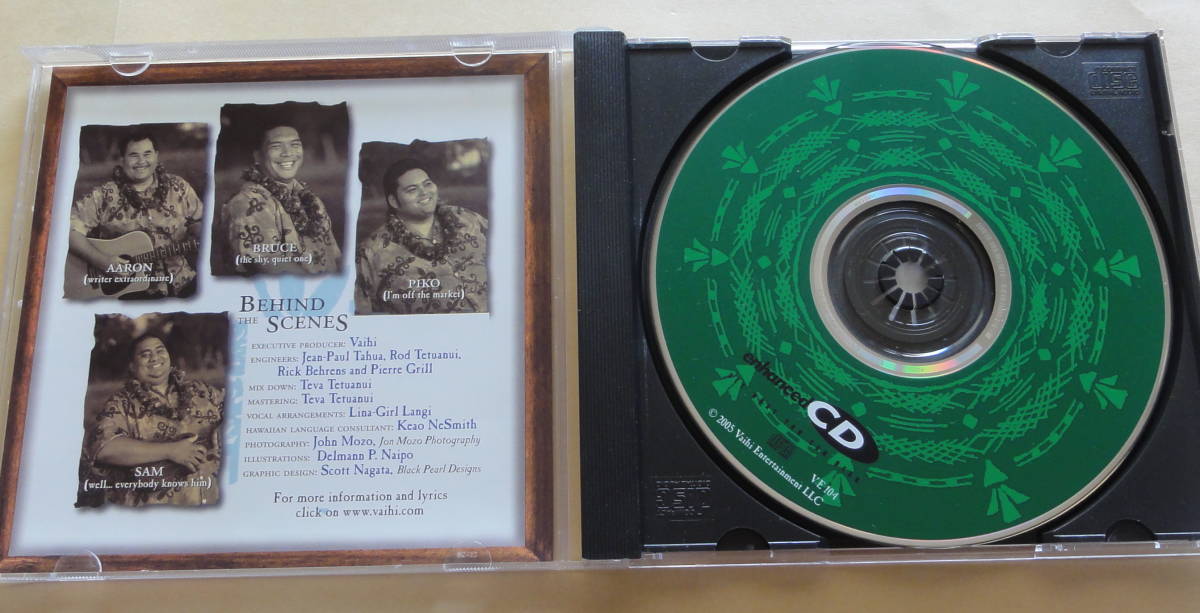 AARON
(writer extraordinaire)
BRUCE
(the shy, quiet one)
PIKO
(I'm off the market)
SAM
(well... everybody knows him)
BEHIND
THE SCENES
EXECUTIVE PRODUCER: Vaihi
ENGINEERS: Jean-Paul Tahua, Rod Tetuanui,
Rick Behrens and Pierre Grill
MIX DOWN: Teva Tetuanui
MASTERING: Teva Tetuanui
VOCAL ARRANGEMENTS: Lina-Girl Langi
HAWAIIAN LANGUAGE CONSULTANT: Keao NeSmith
PHOTOGRAPHY: John Mozo, Jon Mozo Photography
ILLUSTRATIONS: Delmann P. Naipo
GRAPHIC DESIGN: Scott Nagata, Black Pearl Designs
For more information and lyrics
click on www.vaihi.com
enhanced CD
VE 104
© 2005 Vaihi Entertainment LLC
disc